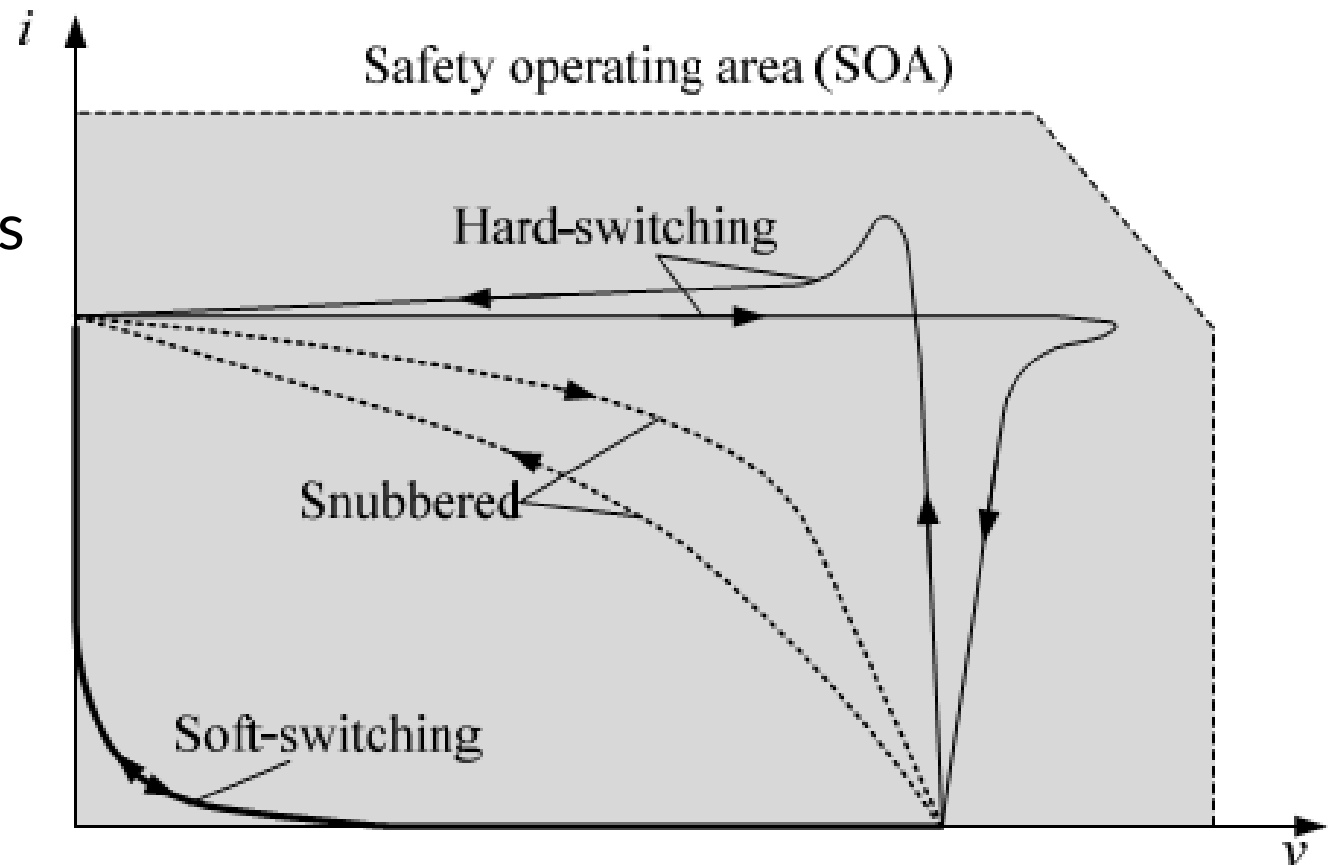 i
Safety operating area (SOA)
s
Hard-switching
Snubbered
Soft-switching
v